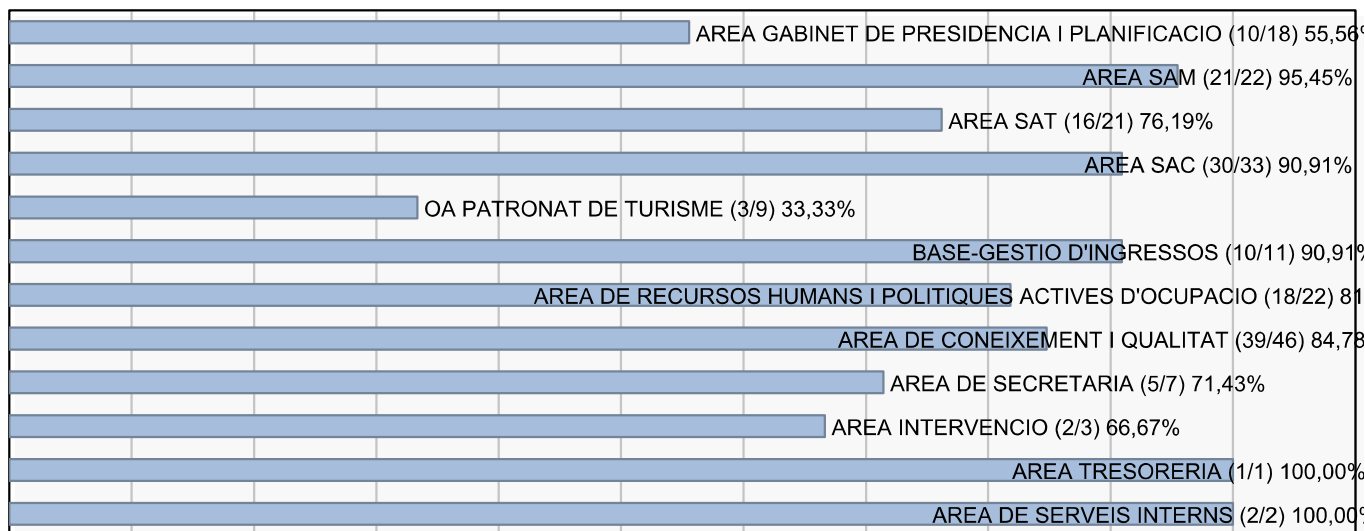 AREA GABINET DE PRESIDENCIA I PLANIFICACIO (10/18) 55,56%
AREA SAM (21/22) 95,45%
AREA SAT (16/21) 76,19%
AREA SAC (30/33) 90,91%
OA PATRONAT DE TURISME (3/9) 33,33%
BASE-GESTIO D'INGRESSOS (10/11) 90,91%
AREA DE RECURSOS HUMANS I POLITIQUES ACTIVES D'OCUPACIO (18/22) 81
AREA DE CONEIXEMENT I QUALITAT (39/46) 84,78
AREA DE SECRETARIA (5/7) 71,43%
AREA INTERVENCIO (2/3) 66,67%
AREA TRESORERIA (1/1) 100,00%
AREA DE SERVEIS INTERNS (2/2) 100,00%